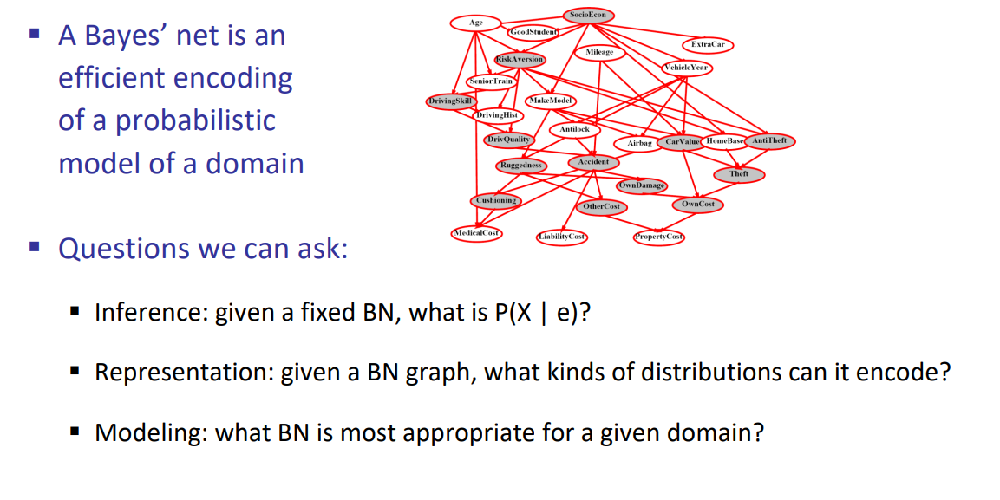 ▪ A Bayes’ net is an
efficient encoding
of a probabilistic
model of a domain
▪ Questions we can ask:
▪ Inference: given a fixed BN, what is P(X | e)?
▪ Representation: given a BN graph, what kinds of distributions can it encode?
▪ Modeling: what BN is most appropriate for a given domain?
SocioEcon
Age
GoodStudent
ExtraCar
Mileage
RiskAversion
VehicleYear
SeniorTrain
DrivingSkill
MakeModel
DrivingHist
Antilock
DrivQuality
Airbag
CarValue
HomeBase
AntiTheft
Ruggedness
Accident
Theft
OwnDamage
Cushioning
OtherCost
OwnCost
MedicalCost
LiabilityCost
PropertyCost